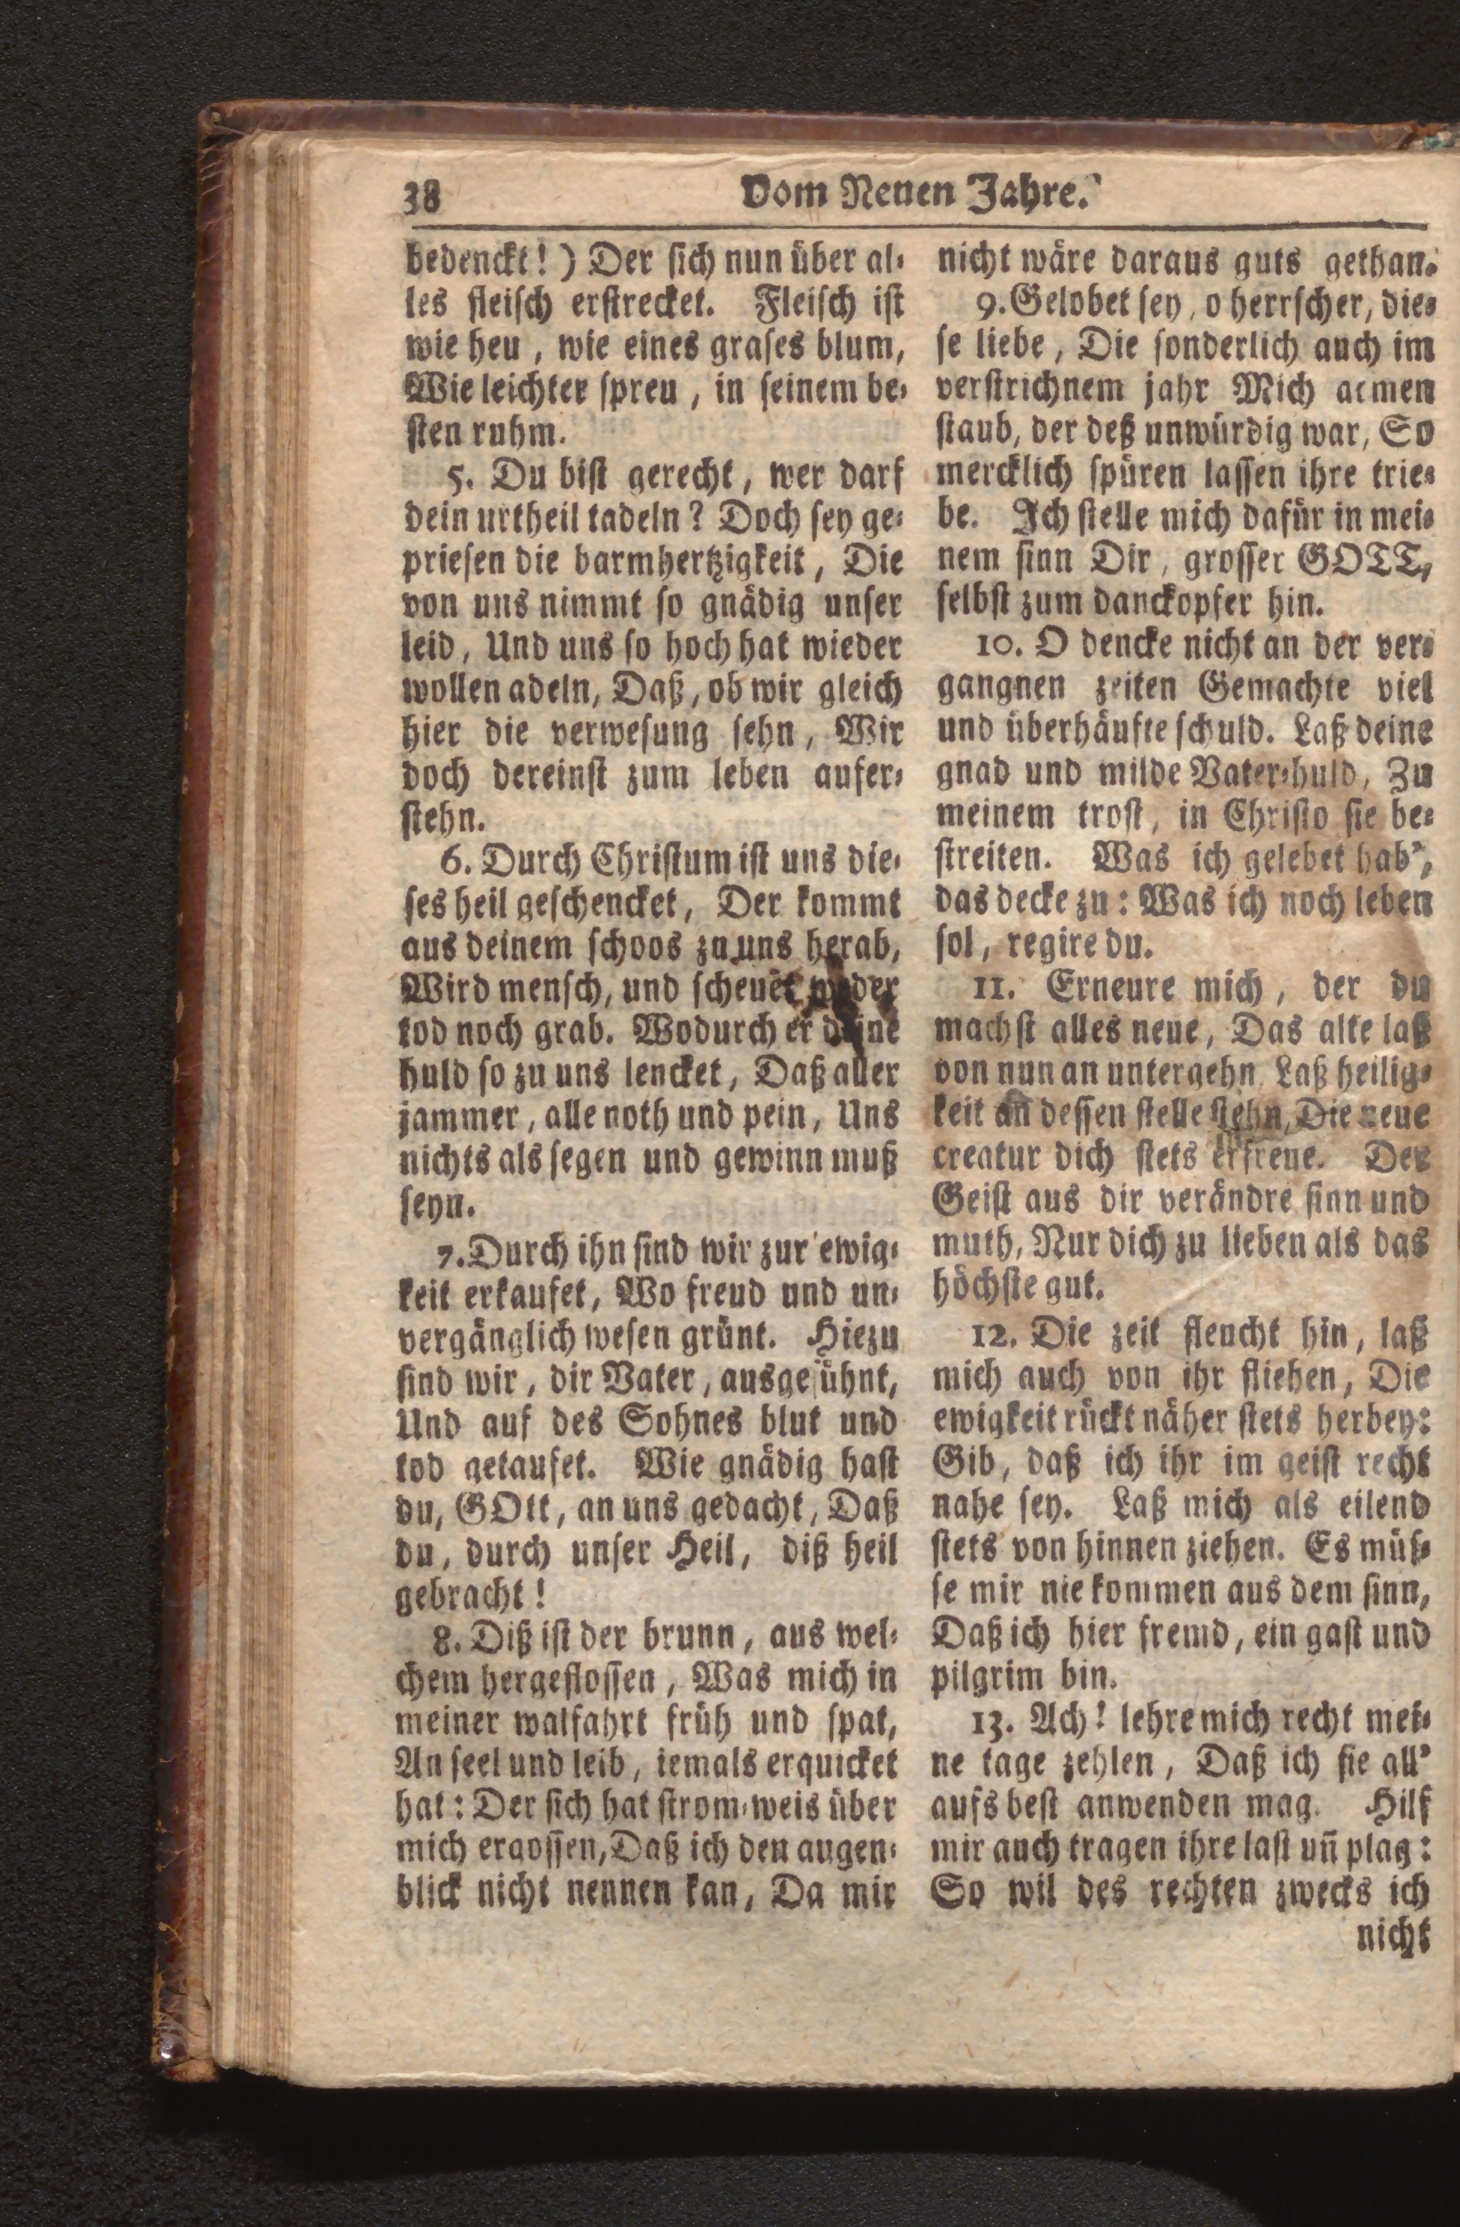 38
Vom Neuen Jahre.
bedenckt!) Der sich nun über al-
les fleisch erstrecket. Fleisch ist
wie heu, wie eines grases blum,
Wie leichter spreu, in seinem be-
sten ruhm.
5. Du bist gerecht, wer darf
dein urtheil tadeln? Doch sey ge-
priesen die barmhertzigkeit, Die
von uns nimmt so gnädig unser
leid, Und uns so hoch hat wieder
wollen adeln, Daß, ob wir gleich
hier die verwesung sehn, Wir
doch dereinst zum leben aufer-
stehn.
6. Durch Christum ist uns die-
ses heil geschencket, Der kommt
aus deinem schoos zu uns herab,
Wird mensch, und scheuet weder
tod noch grab. Wodurch er deine
huld so zu uns lencket, Daß aller
jammer, alle noth und pein, Uns
nichts als segen und gewinn muß
seyn.
7. Durch ihn sind wir zur ewig-
keit erkaufet, Wo freud und un-
vergänglich wesen grünt. Hiezu
sind wir, dir Vater, ausgesühnt,
Und auf des Sohnes blut und
tod getaufet. Wie gnädig hast
du, GOtt, an uns gedacht, Daß
du, durch unser Heil, diß heil
gebracht!
8. Diß ist der brunn, aus wel-
chem hergeflossen, Was mich in
meiner walfahrt früh und spat,
An seel und leib, iemals erquicket
hat: Der sich hat strom-weis über
mich ergossen, Daß ich den augen-
blick nicht nennen kan, Da mir
nicht wäre daraus guts gethan.
9. Gelobet sey, o herrscher, die-
se liebe, Die sonderlich auch im
verstrichnem jahr Mich armen
staub, der deß unwürdig war, So
mercklich spüren lassen ihre trie-
be. Ich stelle mich dafür in mei-
nem sinn Dir, grosser GOTT,
selbst zum danckopfer hin.
10. O dencke nicht an der ver-
gangnen zeiten Gemachte viel
und überhäufte schuld. Laß deine
gnad und milde Vater-huld, Zu
meinem trost, in Christo sie be-
streiten. Was ich gelebet hab',
das decke zu: Was ich noch leben
sol, regire du.
11. Erneure mich, der du
machst alles neue, Das alte laß
von nun an untergehn, Laß heilig-
keit an dessen stelle stehn, Die neue
creatur dich stets erfreue. Der
Geist aus dir verändre sinn und
muth, Nur dich zu lieben als das
höchste gut.
12. Die zeit fleucht hin, laß
mich auch von ihr fliehen, Die
ewigkeit rückt näher stets herbey:
Gib, daß ich ihr im geist recht
nahe sey. Laß mich als eilend
stets von hinnen ziehen. Es müs-
se mir nie kommen aus dem sinn,
Daß ich hier fremd, ein gast und
pilgrim bin.
13. Ach! lehre mich recht mei-
ne tage zehlen, Daß ich sie all'
aufs best anwenden mag. Hilf
mir auch tragen ihre last un̄ plag:
So wil des rechten zwecks ich
nicht